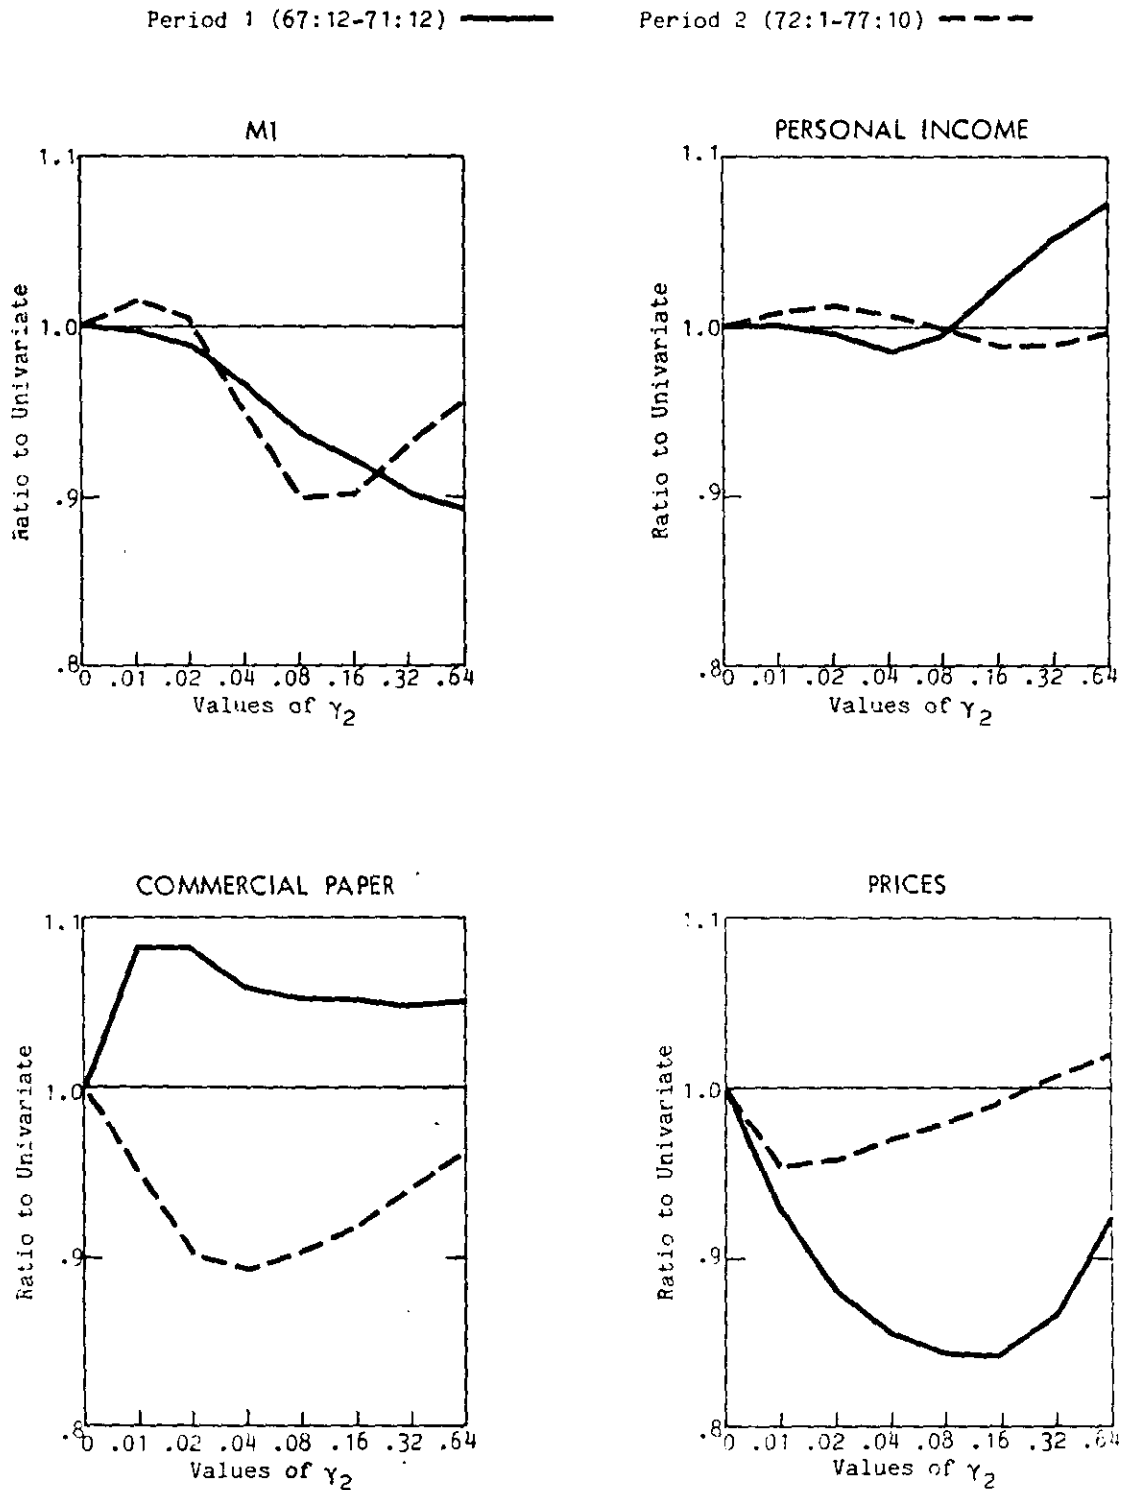 Period 1 (67:12-71:12)
Period 2 (72:1-77:10)
M1
1.1
1.0
.9
.8
Ratio to Univariate
0 .01 .02 .04 .08 .16 .32 .64
Values of γ2
PERSONAL INCOME
1.1
1.0
.9
.8
Ratio to Univariate
0 .01 .02 .04 .08 .16 .32 .64
Values of γ2
COMMERCIAL PAPER
1.1
1.0
.9
.8
Ratio to Univariate
0 .01 .02 .04 .08 .16 .32 .64
Values of γ2
PRICES
1.1
1.0
.9
.8
Ratio to Univariate
0 .01 .02 .04 .08 .16 .32 .64
Values of γ2